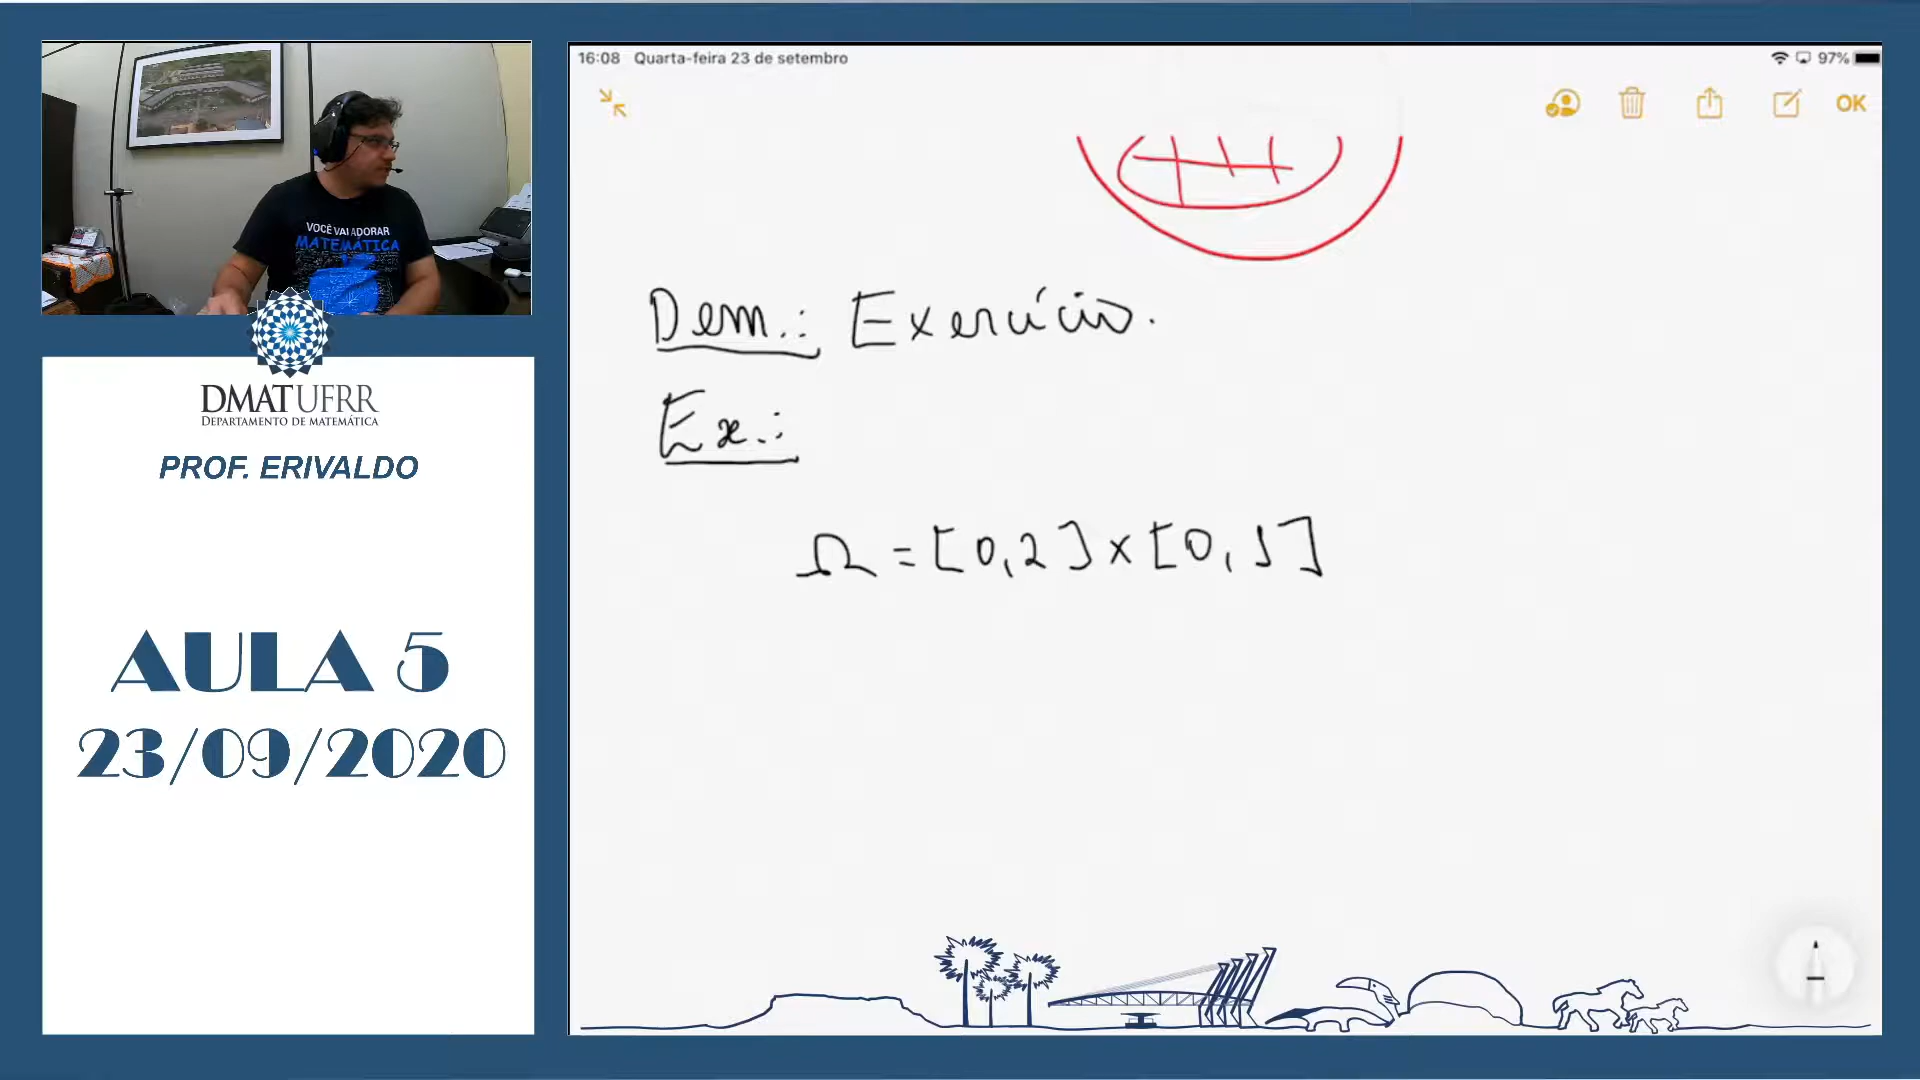 16:08 Quarta-feira 23 de setembro
97%
OK
VOCÊ VAI ADORAR
MATEMÁTICA
Dem.: Exercício.
Ex.:
DMATUFRR
DEPARTAMENTO DE MATEMÁTICA
PROF. ERIVALDO
Ω = [0,2] × [0,1]
AULA 5
23/09/2020